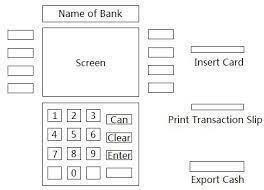 Name of Bank
Screen
Insert Card
1 2 3 Can
4 5 6 Clear
7 8 9 Enter
0
Print Transaction Slip
Export Cash